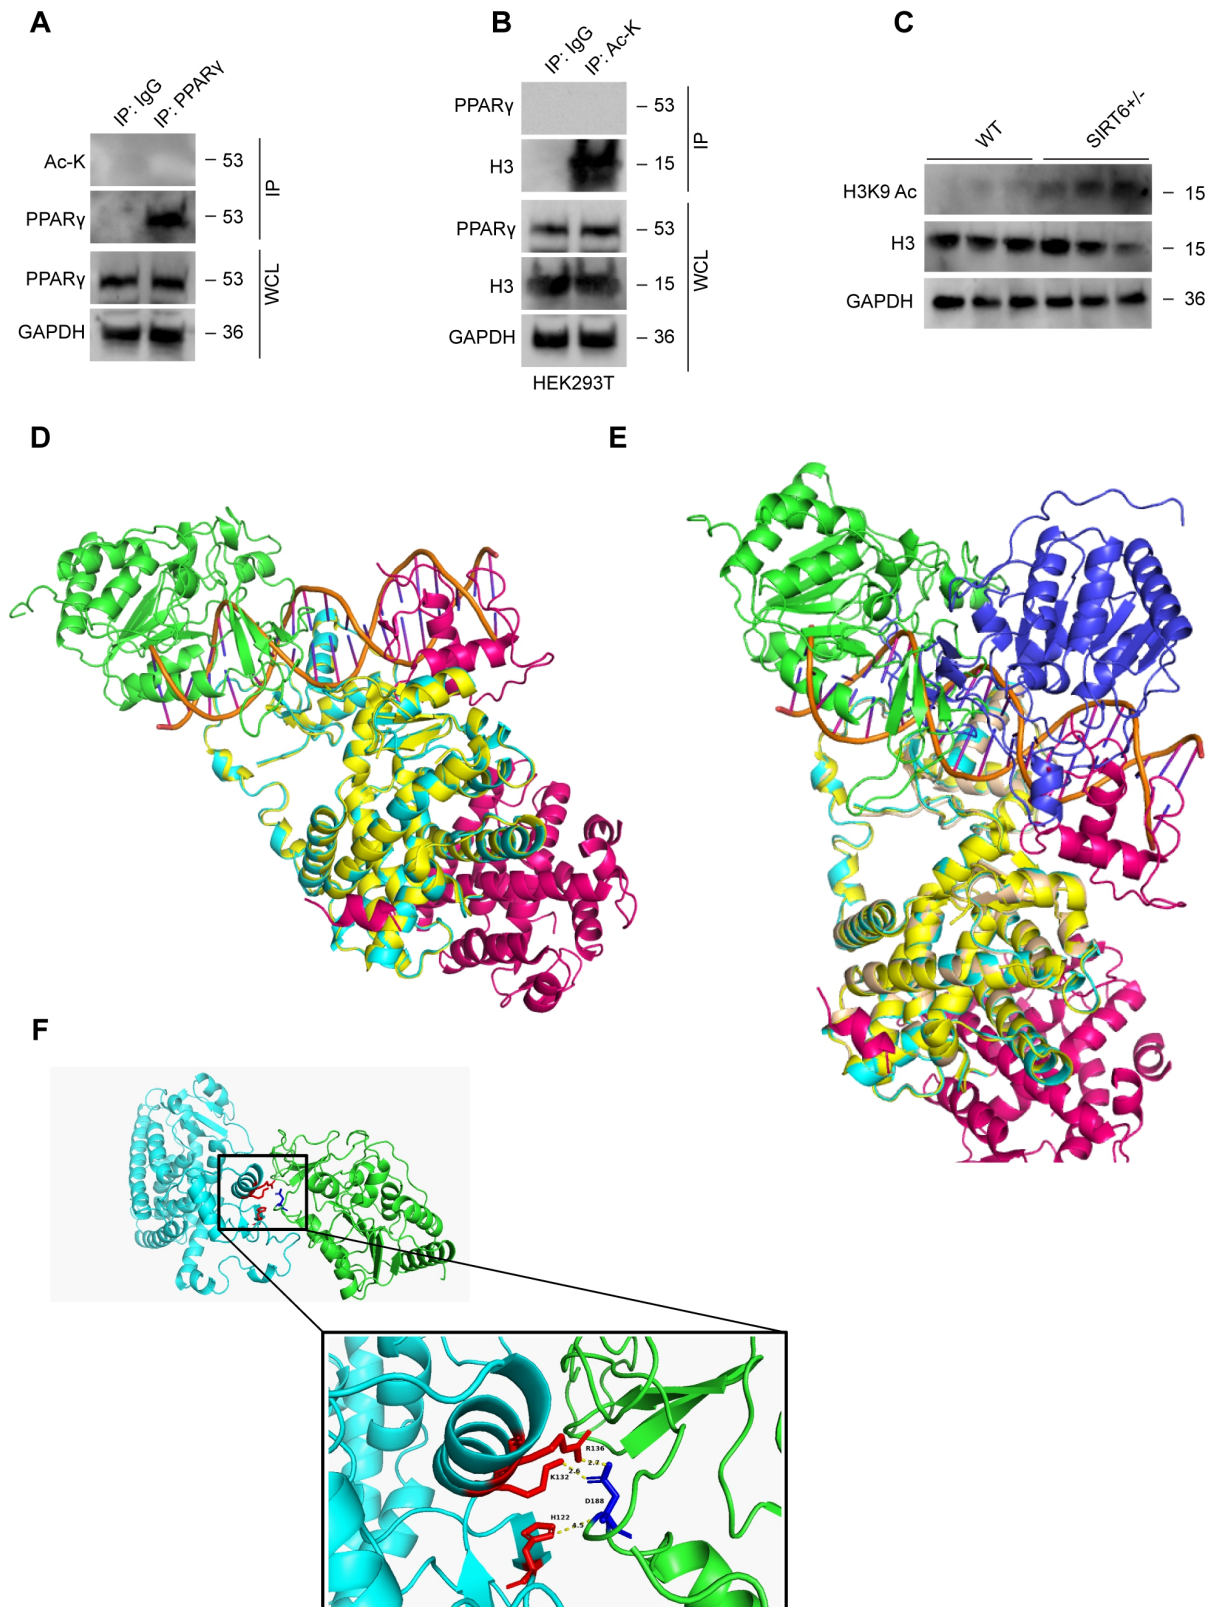 A
IP: IgG
IP: PPARγ
Ac-K
– 53
PPARγ
– 53
IP
PPARγ
– 53
GAPDH
– 36
WCL
B
IP: IgG
IP: Ac-K
PPARγ
– 53
H3
– 15
IP
PPARγ
– 53
H3
– 15
GAPDH
– 36
WCL
HEK293T
C
WT
SIRT6+/-
H3K9 Ac
– 15
H3
– 15
GAPDH
– 36
D
E
F
R136
2.7
K132
2.6
D188
H122
4.5